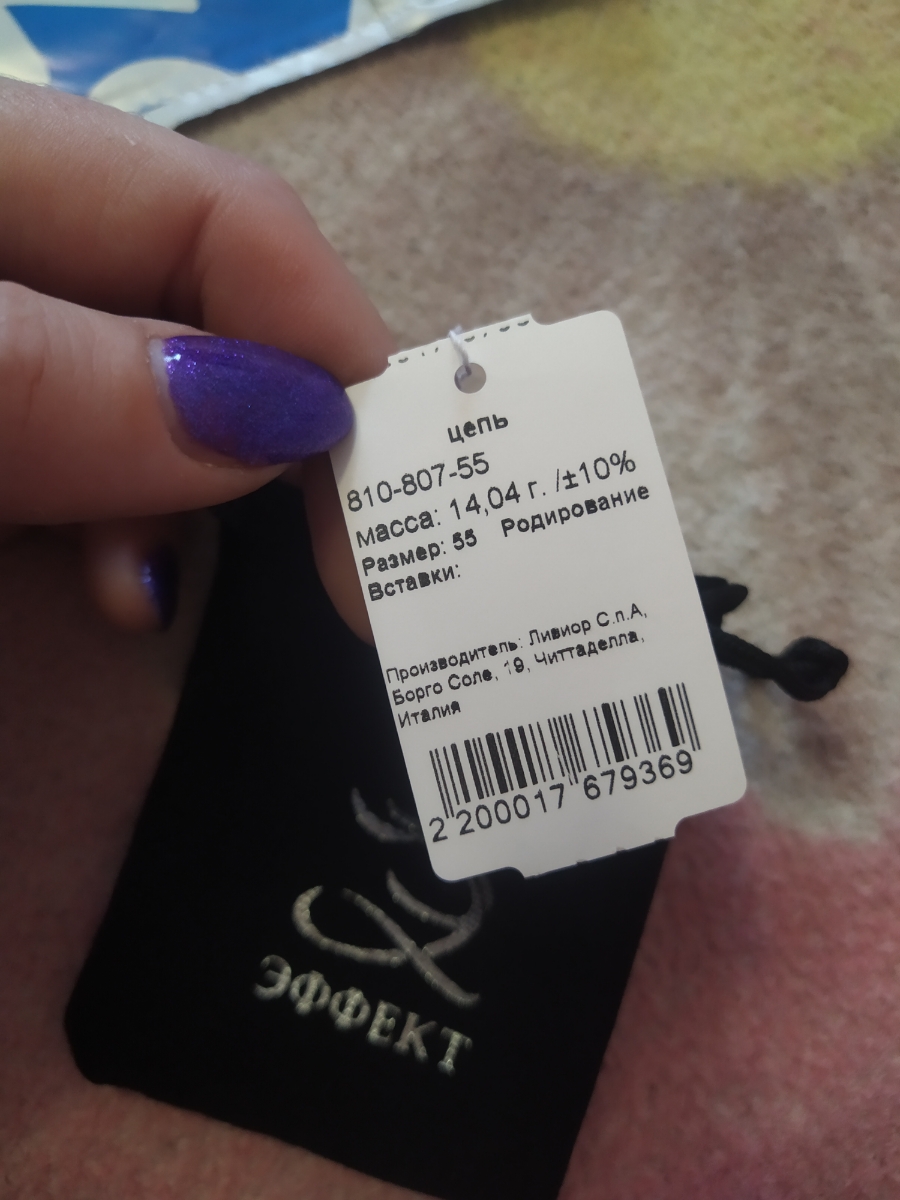 цепь
810-807-55
масса: 14,04 г. /±10%
Размер: 55 Родирование
Вставки:
Производитель: Ливиор С.п.А,
Борго Соле, 19, Читтаделла,
Италия
2 200017 679369
ЭФФЕКТ